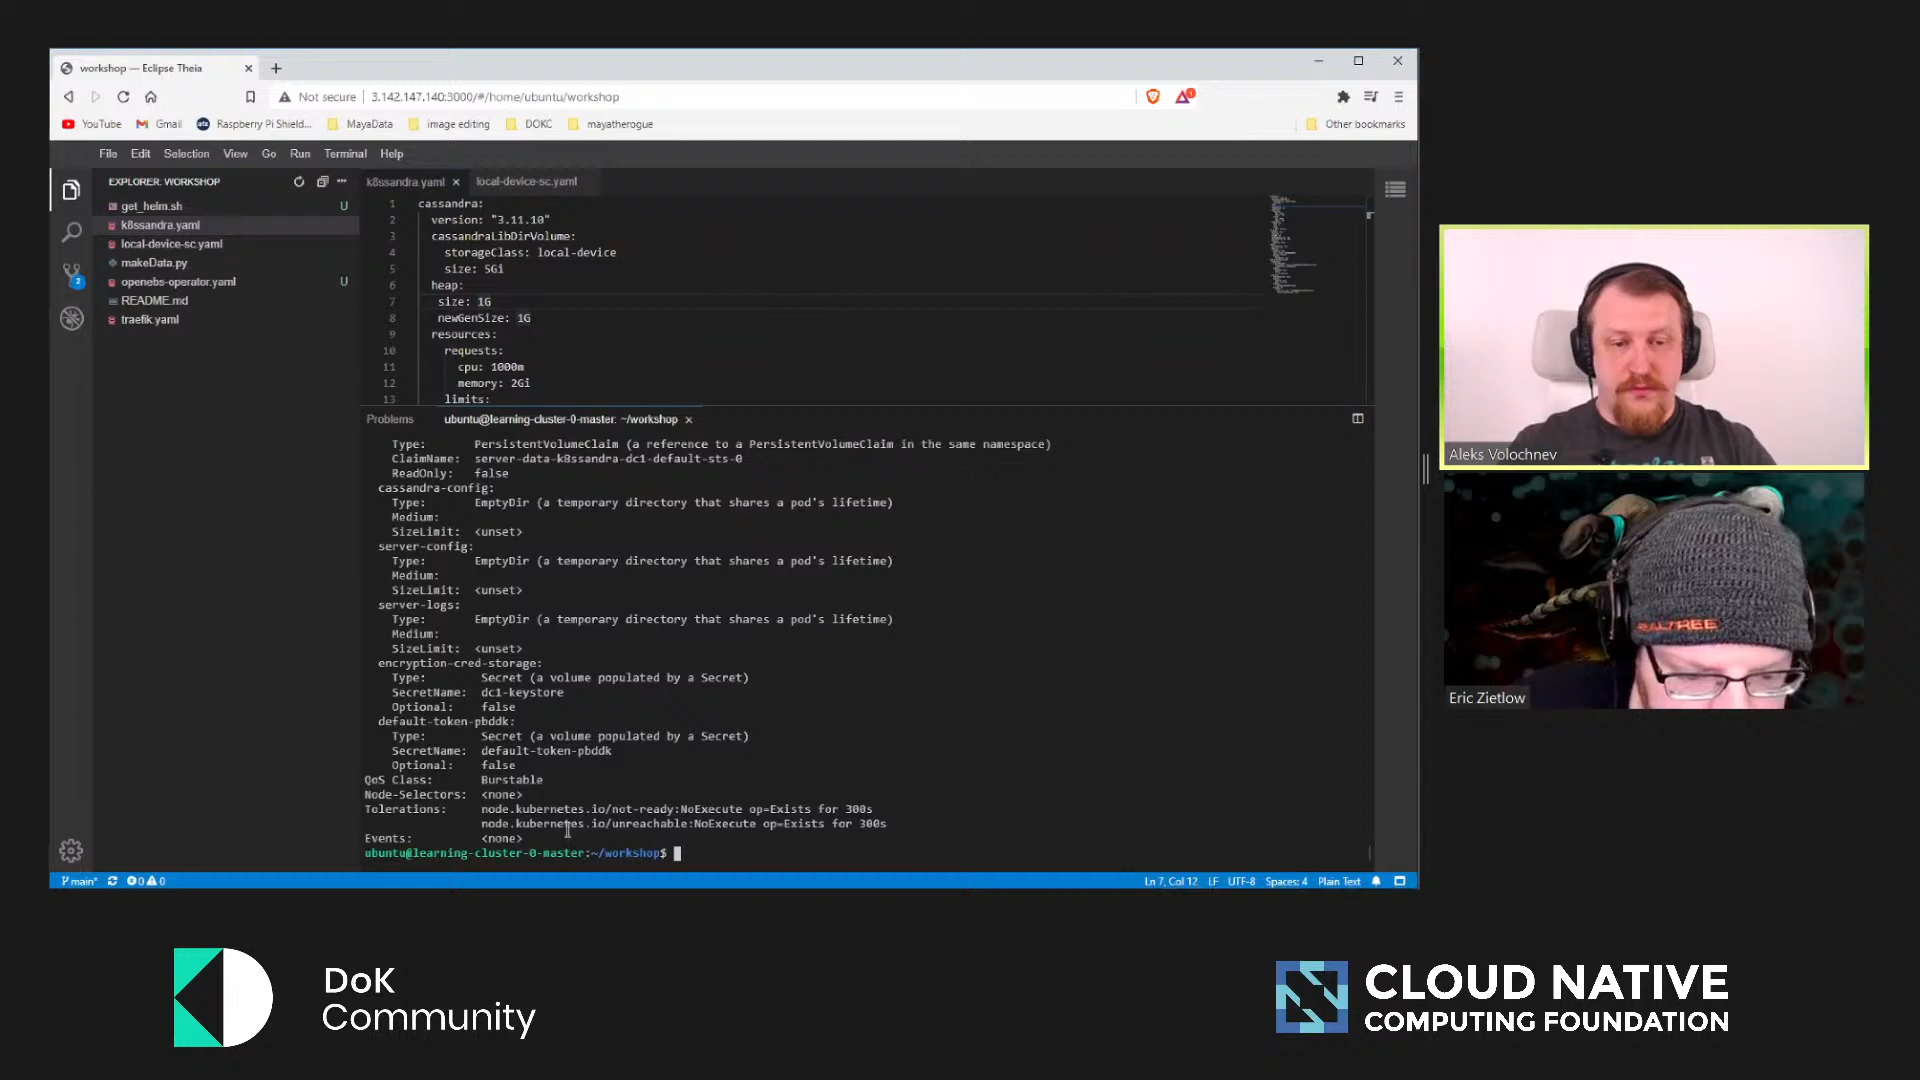 workshop — Eclipse Theia
Not secure
3.142.147.140:3000/#/home/ubuntu/workshop
YouTube
Gmail
Raspberry Pi Shield...
MayaData
image editing
DOKC
mayatherogue
Other bookmarks
File Edit Selection View Go Run Terminal Help
EXPLORER: WORKSHOP
get_helm.sh U
k8ssandra.yaml
local-device-sc.yaml
makeData.py
openebs-operator.yaml U
README.md
traefik.yaml
2
k8ssandra.yaml
local-device-sc.yaml
1 cassandra:
2 version: "3.11.10"
3 cassandraLibDirVolume:
4 storageClass: local-device
5 size: 5Gi
6 heap:
7 size: 1G
8 newGenSize: 1G
9 resources:
10 requests:
11 cpu: 1000m
12 memory: 2Gi
13 limits:
Problems
ubuntu@learning-cluster-0-master: ~/workshop
Type: PersistentVolumeClaim (a reference to a PersistentVolumeClaim in the same namespace)
ClaimName: server-data-k8ssandra-dc1-default-sts-0
ReadOnly: false
cassandra-config:
Type: EmptyDir (a temporary directory that shares a pod's lifetime)
Medium:
SizeLimit: <unset>
server-config:
Type: EmptyDir (a temporary directory that shares a pod's lifetime)
Medium:
SizeLimit: <unset>
server-logs:
Type: EmptyDir (a temporary directory that shares a pod's lifetime)
Medium:
SizeLimit: <unset>
encryption-cred-storage:
Type: Secret (a volume populated by a Secret)
SecretName: dc1-keystore
Optional: false
default-token-pbddk:
Type: Secret (a volume populated by a Secret)
SecretName: default-token-pbddk
Optional: false
QoS Class: Burstable
Node-Selectors: <none>
Tolerations: node.kubernetes.io/not-ready:NoExecute op=Exists for 300s
node.kubernetes.io/unreachable:NoExecute op=Exists for 300s
Events: <none>
ubuntu@learning-cluster-0-master:~/workshop$
main*
0 0
Ln 7, Col 12 LF UTF-8 Spaces: 4 Plain Text
Aleks Volochnev
REALTREE
Eric Zietlow
DoK
Community
CLOUD NATIVE
COMPUTING FOUNDATION